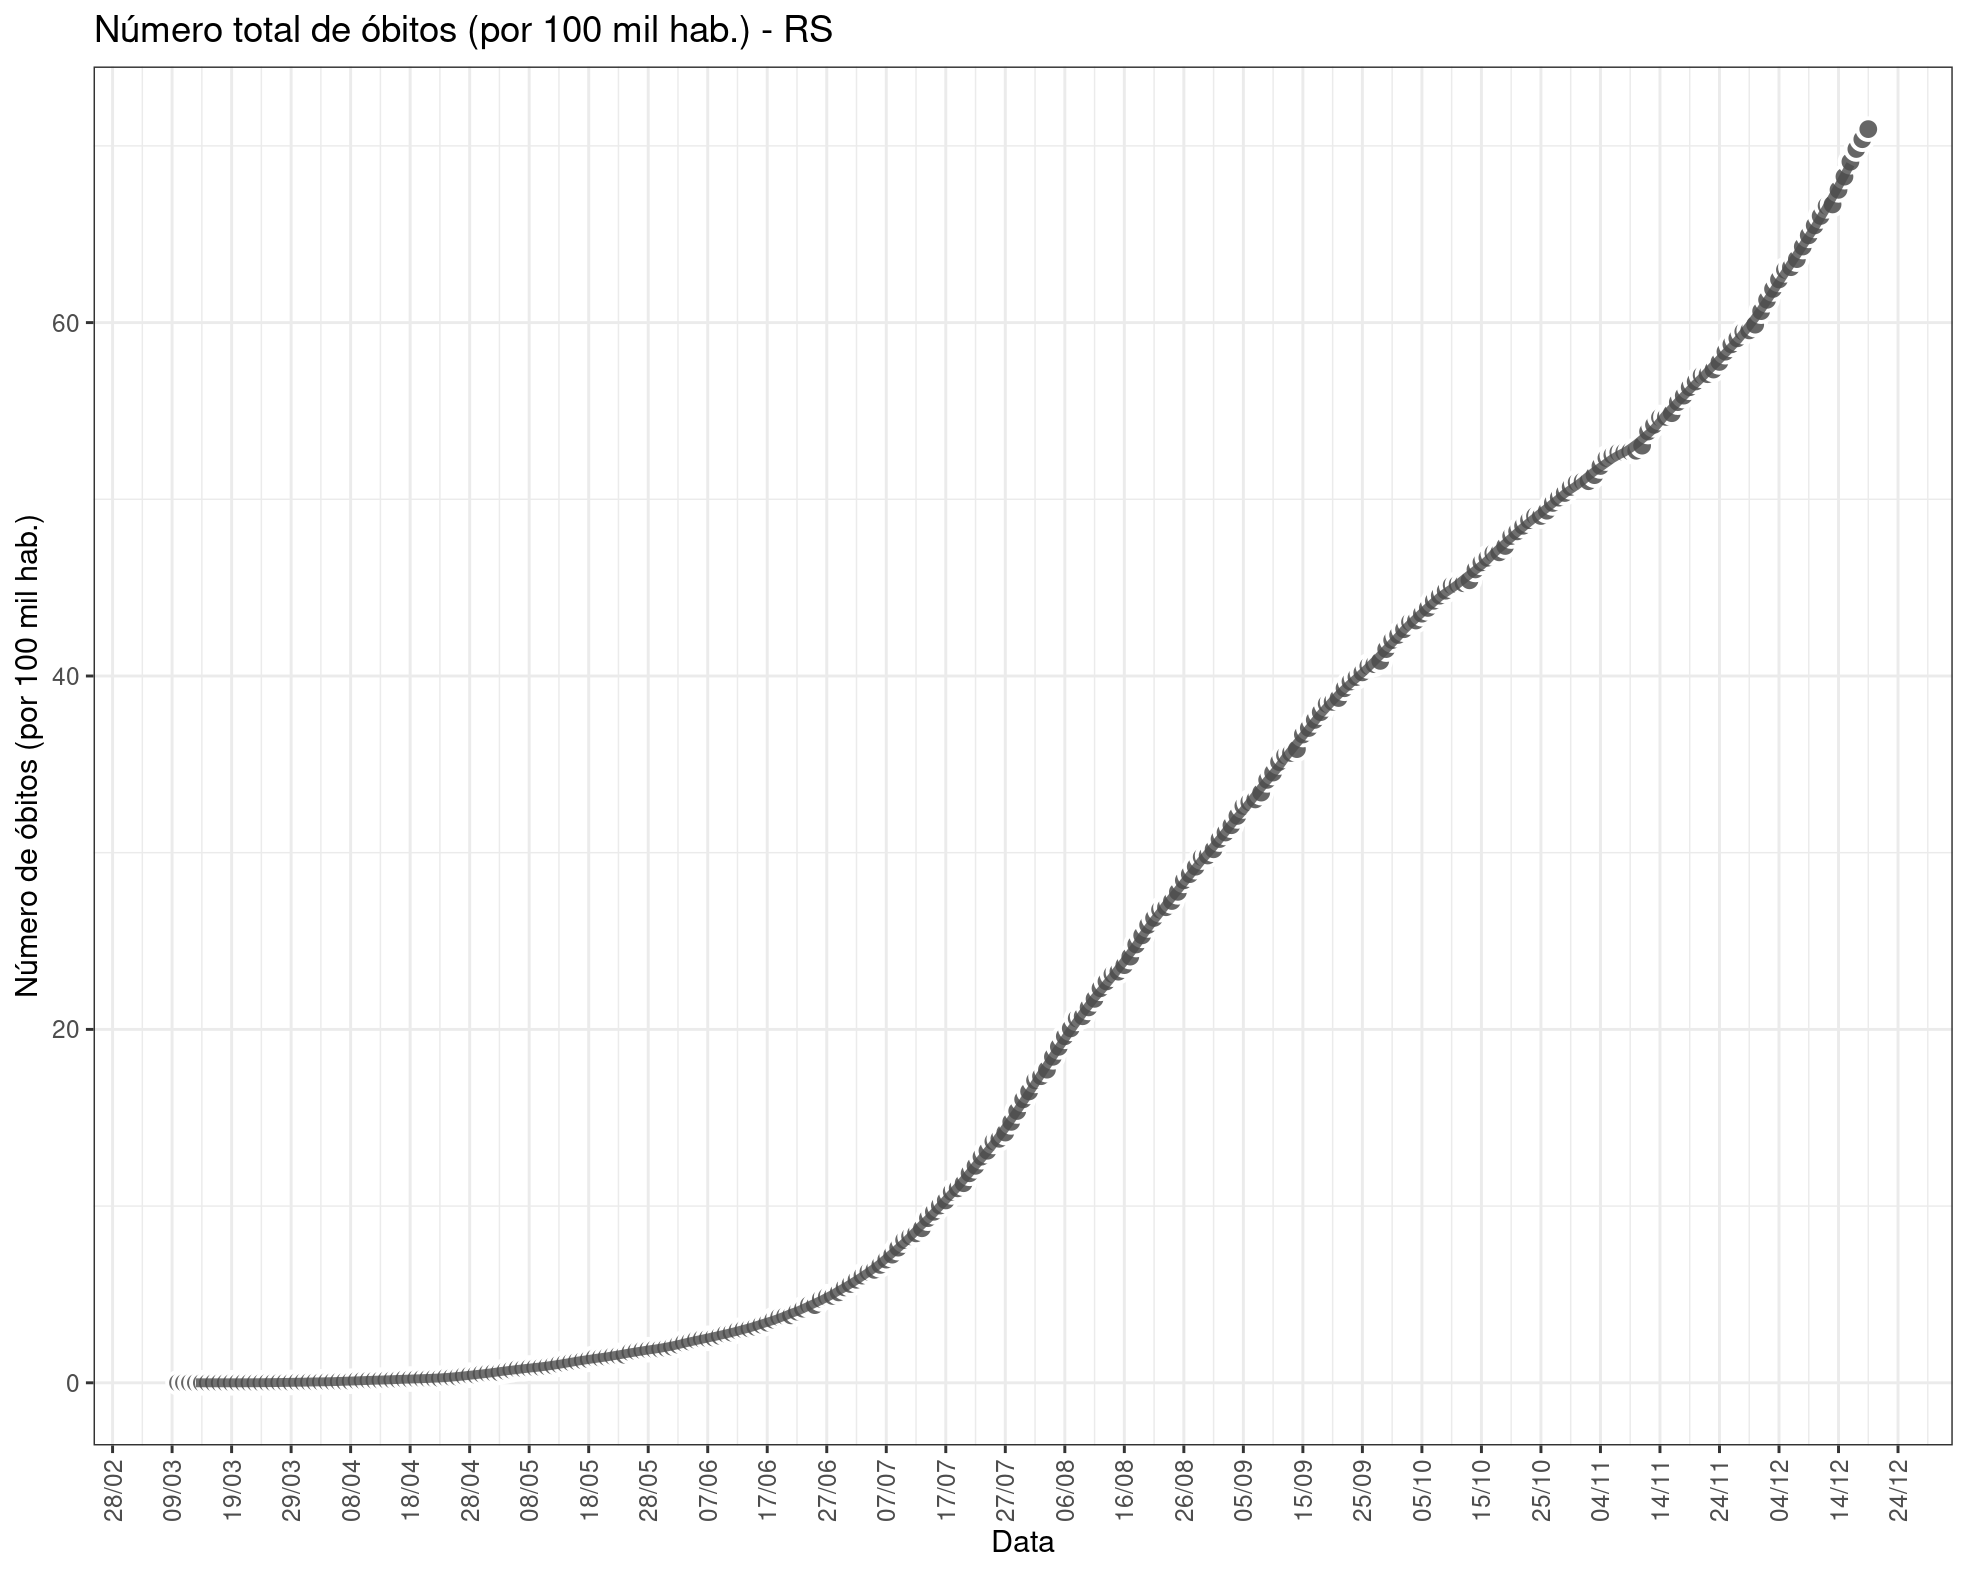 Número total de óbitos (por 100 mil hab.) - RS
Número de óbitos (por 100 mil hab.)
60
40
20
0
28/02 09/03 19/03 29/03 08/04 18/04 28/04 08/05 18/05 28/05 07/06 17/06 27/06 07/07 17/07 27/07 06/08 16/08 26/08 05/09 15/09 25/09 05/10 15/10 25/10 04/11 14/11 24/11 04/12 14/12 24/12
Data